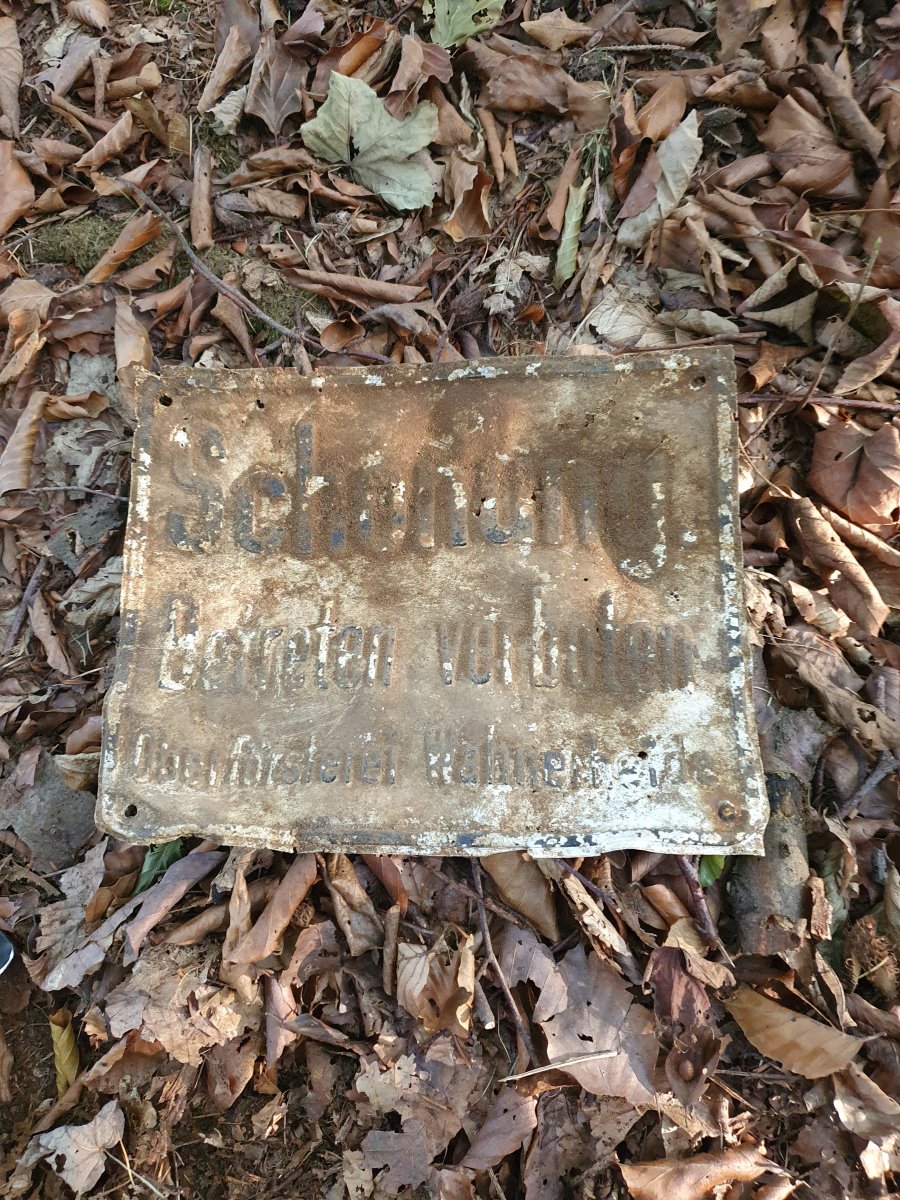 Schonung.
Betreten verboten
Oberförsterei Wahnerheide